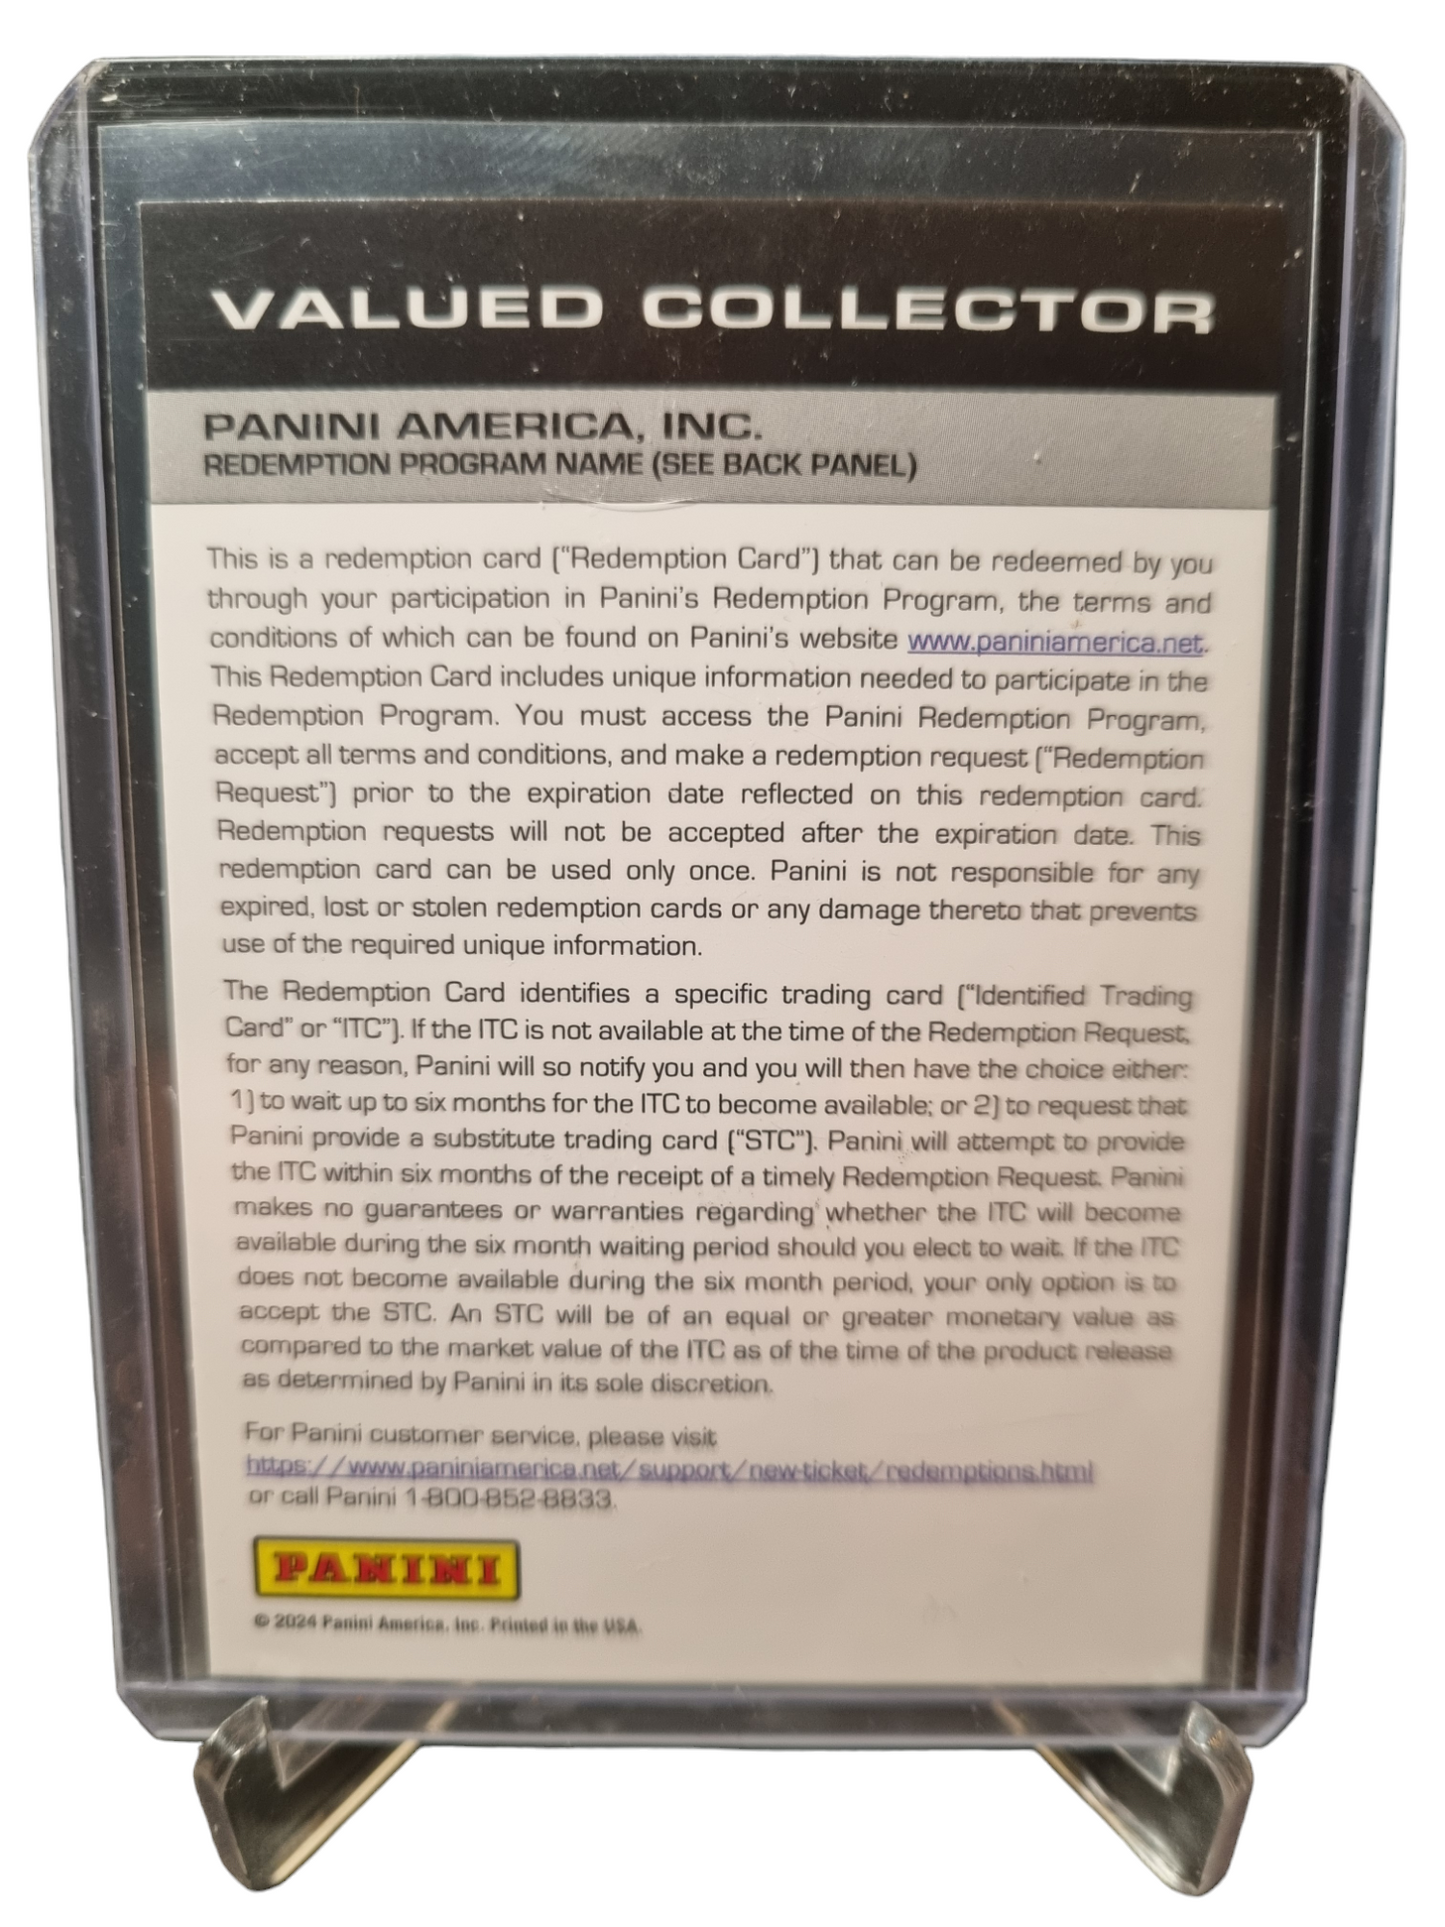 VALUED COLLECTOR
PANINI AMERICA, INC.
REDEMPTION PROGRAM NAME (SEE BACK PANEL)
This is a redemption card ("Redemption Card") that can be redeemed by you
through your participation in Panini's Redemption Program, the terms and
conditions of which can be found on Panini's website www.paniniamerica.net.
This Redemption Card includes unique information needed to participate in the
Redemption Program. You must access the Panini Redemption Program,
accept all terms and conditions, and make a redemption request ("Redemption
Request") prior to the expiration date reflected on this redemption card.
Redemption requests will not be accepted after the expiration date. This
redemption card can be used only once. Panini is not responsible for any
expired, lost or stolen redemption cards or any damage thereto that prevents
use of the required unique information.
The Redemption Card identifies a specific trading card ("Identified Trading
Card" or "ITC"). If the ITC is not available at the time of the Redemption Request,
for any reason, Panini will so notify you and you will then have the choice either:
1) to wait up to six months for the ITC to become available; or 2) to request that
Panini provide a substitute trading card ("STC"). Panini will attempt to provide
the ITC within six months of the receipt of a timely Redemption Request. Panini
makes no guarantees or warranties regarding whether the ITC will become
available during the six month waiting period should you elect to wait. If the ITC
does not become available during the six month period, your only option is to
accept the STC. An STC will be of an equal or greater monetary value as
compared to the market value of the ITC as of the time of the product release
as determined by Panini in its sole discretion.
For Panini customer service, please visit
https://www.paniniamerica.net/support/new-ticket/redemptions.html
or call Panini 1-800-852-8833.
PANINI
© 2024 Panini America, Inc. Printed in the USA.